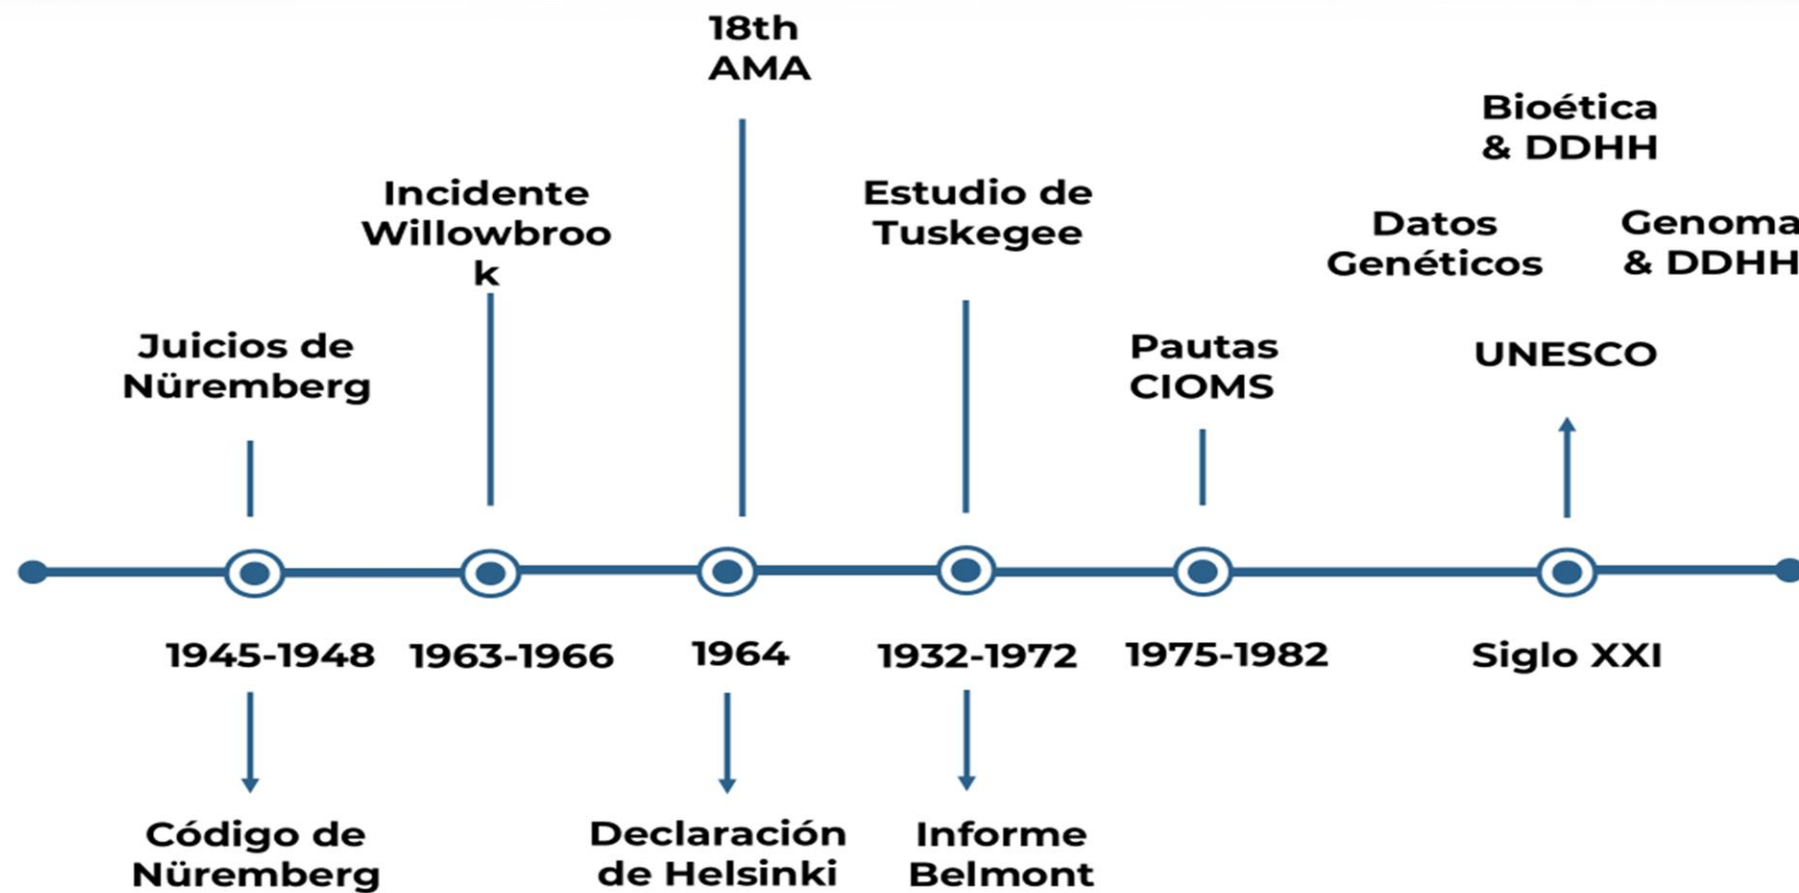 18th
AMA
Bioética
& DDHH
Incidente
Willowbroo
k
Estudio de
Tuskegee
Datos
Genéticos
Genoma
& DDHH
Juicios de
Nüremberg
Pautas
CIOMS
UNESCO
1945-1948
1963-1966
1964
1932-1972
1975-1982
Siglo XXI
Código de
Nüremberg
Declaración
de Helsinki
Informe
Belmont